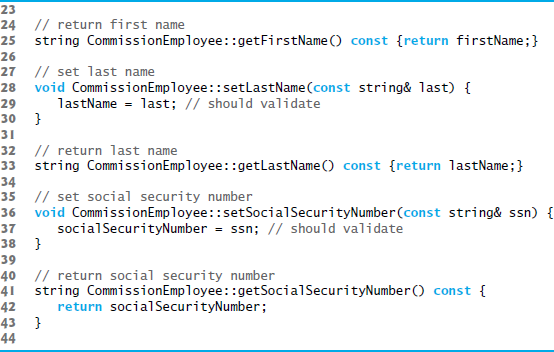 23
24 // return first name
25 string CommissionEmployee::getFirstName() const {return firstName;}
26
27 // set last name
28 void CommissionEmployee::setLastName(const string& last) {
29    lastName = last; // should validate
30 }
31
32 // return last name
33 string CommissionEmployee::getLastName() const {return lastName;}
34
35 // set social security number
36 void CommissionEmployee::setSocialSecurityNumber(const string& ssn) {
37    socialSecurityNumber = ssn; // should validate
38 }
39
40 // return social security number
41 string CommissionEmployee::getSocialSecurityNumber() const {
42    return socialSecurityNumber;
43 }
44